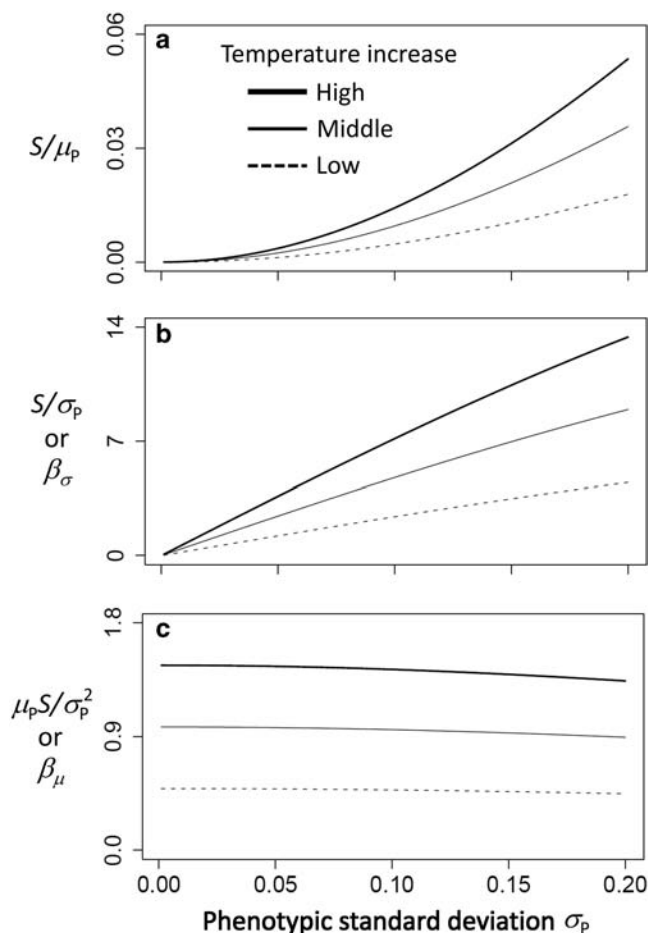 a
Temperature increase
High
Middle
Low
S/μP
0.06
0.03
0.00
b
S/σP
or
βσ
14
7
0
c
μPS/σP²
or
βμ
1.8
0.9
0.0
0.00 0.05 0.10 0.15 0.20
Phenotypic standard deviation σP